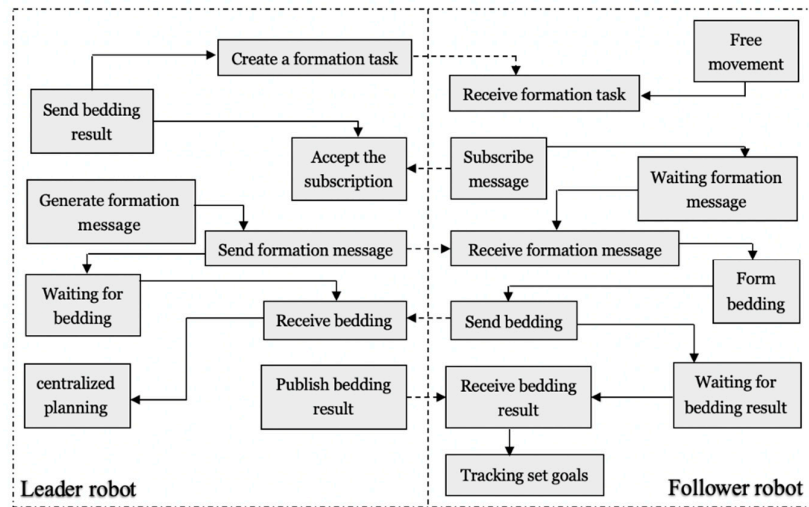 Create a formation task
Free
movement
Send bedding
result
Receive formation task
Accept the
subscription
Subscribe
message
Waiting formation
message
Generate formation
message
Send formation message
Receive formation message
Form
bedding
Waiting for
bedding
Receive bedding
Send bedding
centralized
planning
Publish bedding
result
Receive bedding
result
Waiting for
bedding result
Tracking set goals
Leader robot
Follower robot